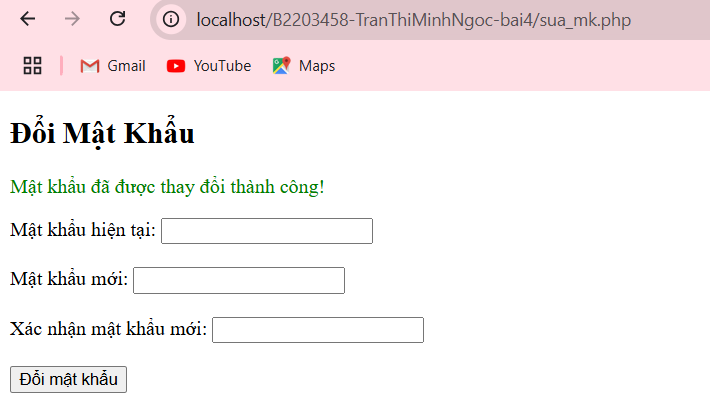 localhost/B2203458-TranThiMinhNgoc-bai4/sua_mk.php
Gmail YouTube Maps
Đổi Mật Khẩu
Mật khẩu đã được thay đổi thành công!
Mật khẩu hiện tại:
Mật khẩu mới:
Xác nhận mật khẩu mới:
Đổi mật khẩu